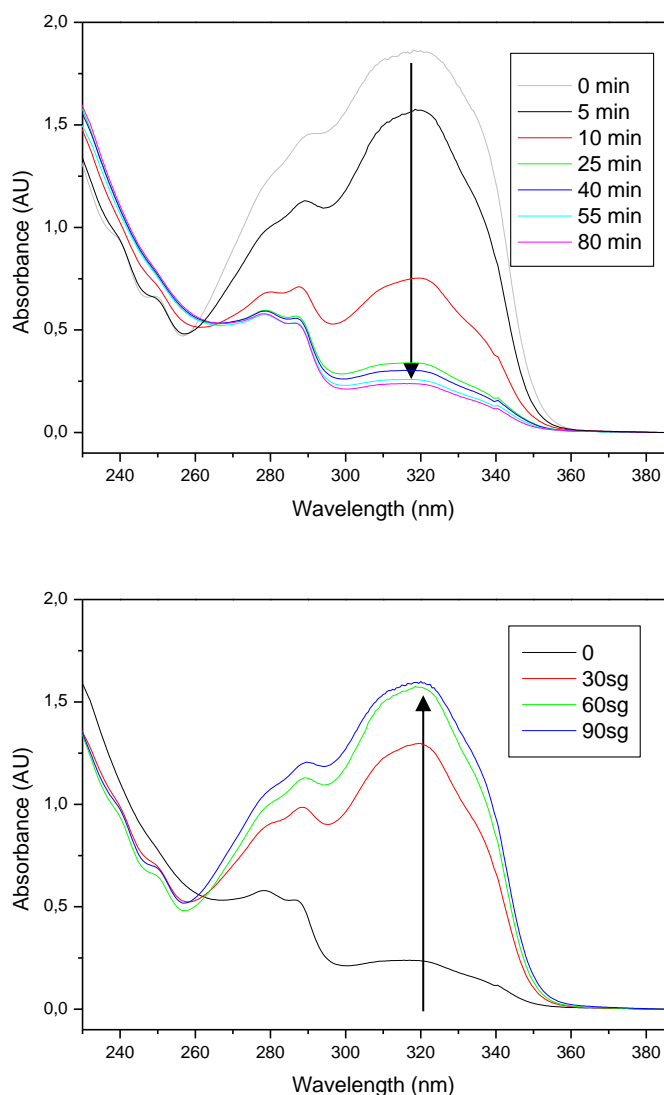 2,0
1,5
1,0
0,5
0,0
Absorbance (AU)
0 min
5 min
10 min
25 min
40 min
55 min
80 min
240 260 280 300 320 340 360 380
Wavelength (nm)
2,0
1,5
1,0
0,5
0,0
Absorbance (AU)
0
30sg
60sg
90sg
240 260 280 300 320 340 360 380
Wavelength (nm)